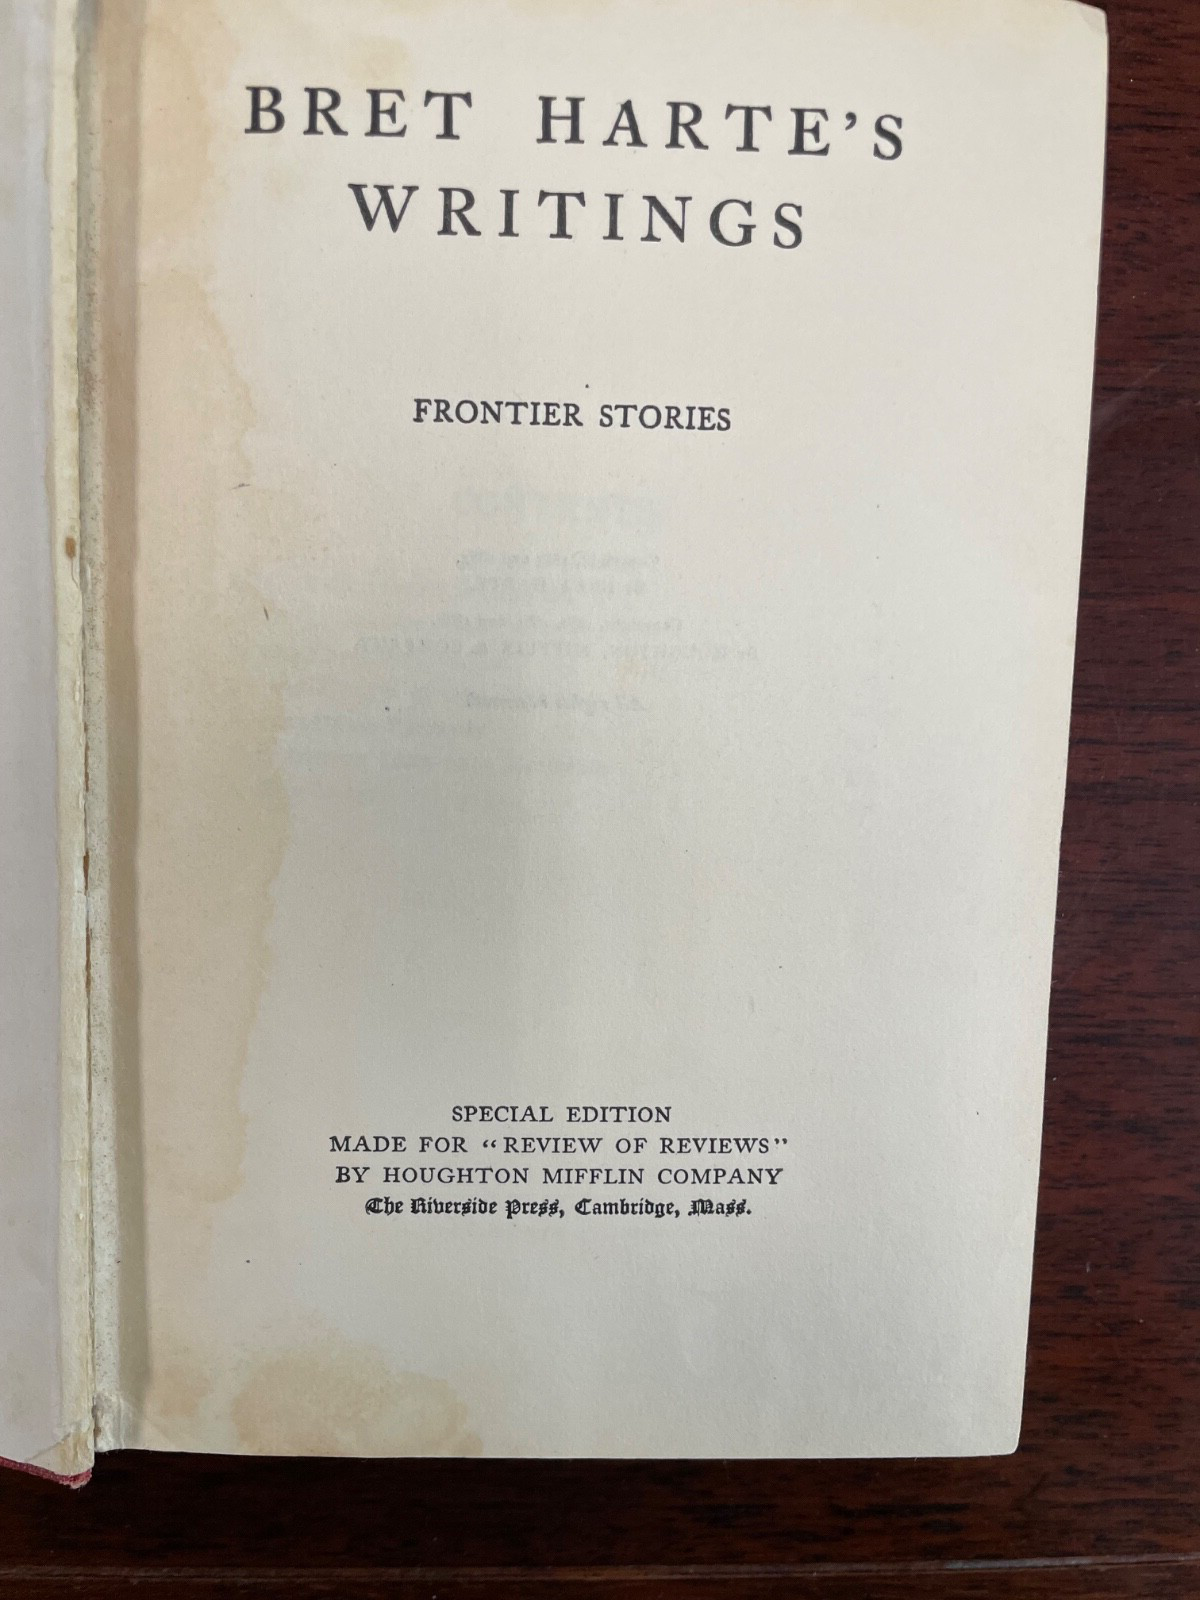 BRET HARTE'S
WRITINGS
FRONTIER STORIES
SPECIAL EDITION
MADE FOR “REVIEW OF REVIEWS”
BY HOUGHTON MIFFLIN COMPANY
The Riverside Press, Cambridge, Mass.